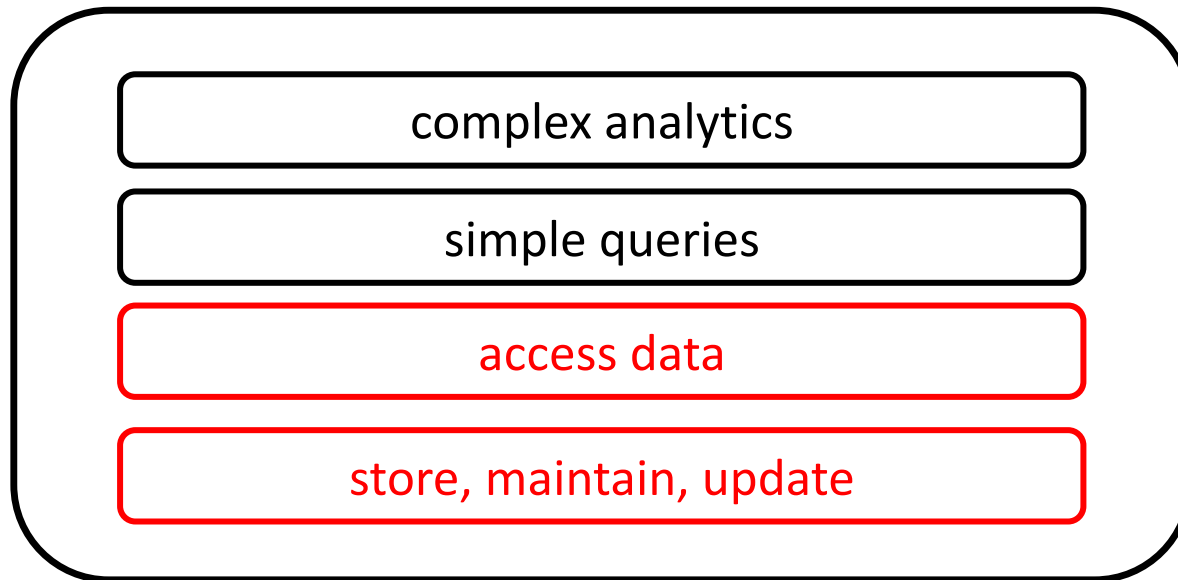 complex analytics
simple queries
access data
store, maintain, update